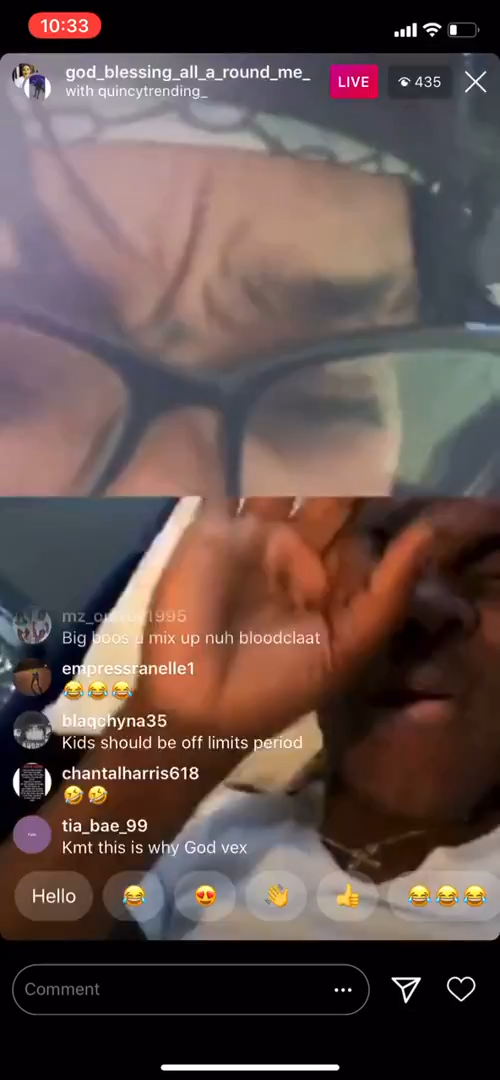 10:33
god_blessing_all_a_round_me_
with quincytrending_
LIVE
435
Big boos u mix up nuh bloodclaat
empressranelle1
😂😂😂
blaqchyna35
Kids should be off limits period
chantalharris618
🤣🤣
tia_bae_99
Kmt this is why God vex
Hello
😂
😍
👋
👍
😂😂😂
Comment